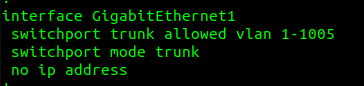 interface GigabitEthernet1
switchport trunk allowed vlan 1-1005
switchport mode trunk
no ip address